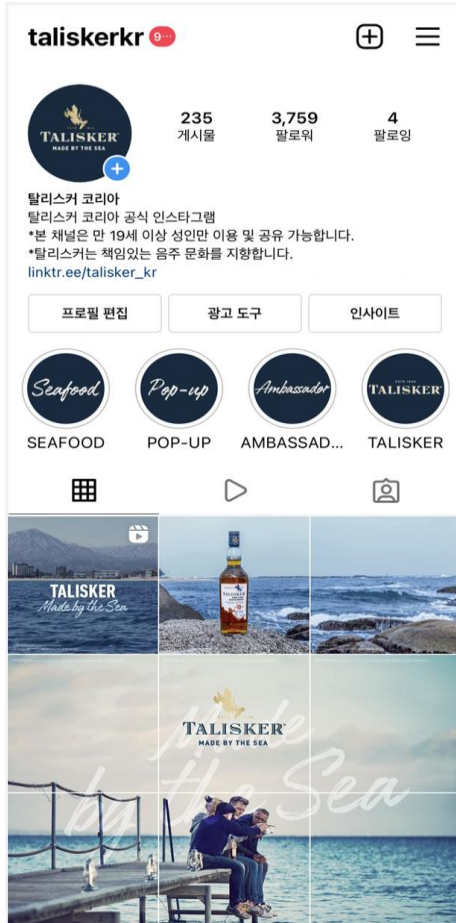 taliskerkr 9...
235 3,759 4
게시물 팔로워 팔로잉
TALISKER
MADE BY THE SEA
탈리스커 코리아
탈리스커 코리아 공식 인스타그램
*본 채널은 만 19세 이상 성인만 이용 및 공유 가능합니다.
*탈리스커는 책임있는 음주 문화를 지향합니다.
linktr.ee/talisker_kr
프로필 편집 광고 도구 인사이트
Seafood Pop-up Ambassador TALISKER
SEAFOOD POP-UP AMBASSAD... TALISKER
TALISKER
Made by the Sea
TALISKER
TALISKER
MADE BY THE SEA
Made
by the Sea